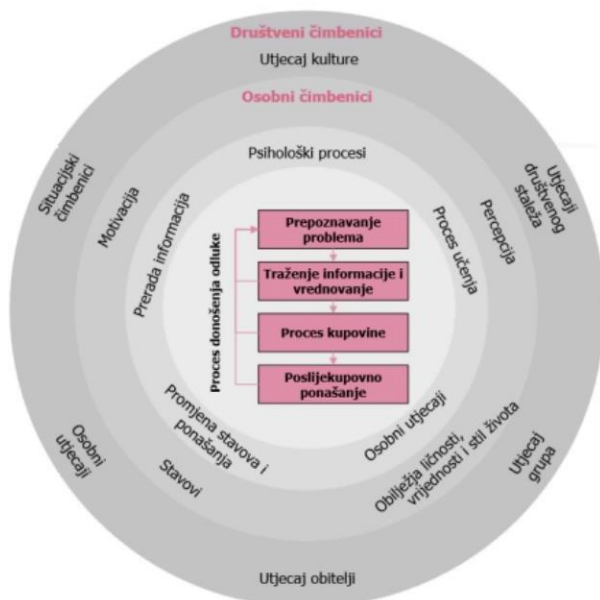 Društveni čimbenici
Utjecaj kulture
Osobni čimbenici
Psihološki procesi
Situacijski
čimbenici
Motivacija
Prerada informacija
Proces učenja
Percepcija
Utjecaji
društvenog
staleža
Proces donošenja odluke
Prepoznavanje
problema
Traženje informacije i
vrednovanje
Proces kupovine
Poslijekupovno
ponašanje
Promjena stavova i
ponašanja
Osobni utjecaji
Osobni
utjecaji
Stavovi
Obilježja ličnosti,
vrijednosti i stil života
Utjecaj
grupa
Utjecaj obitelji